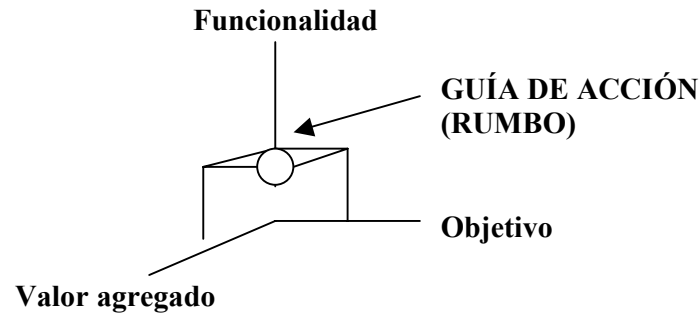 Funcionalidad
GUÍA DE ACCIÓN
(RUMBO)
Objetivo
Valor agregado